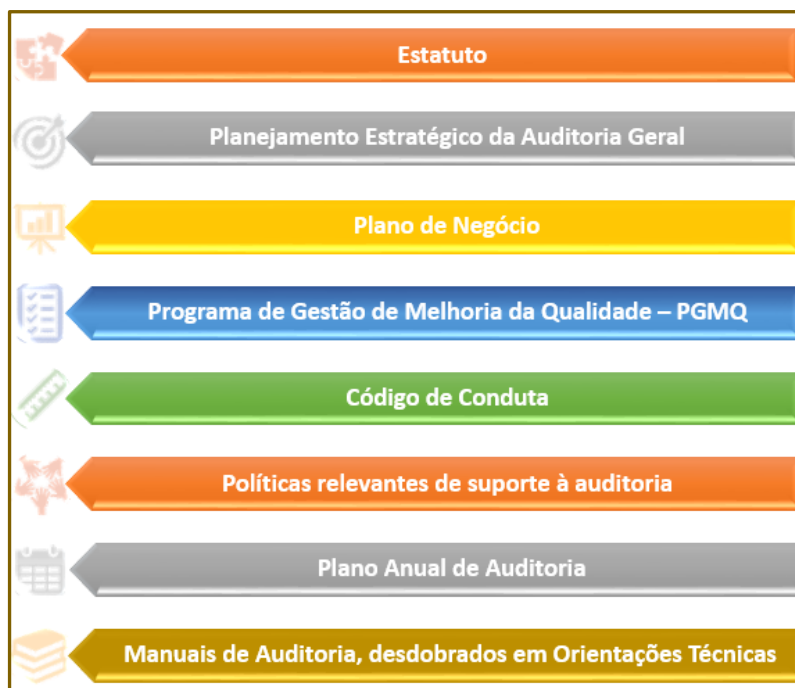 Estatuto
Planejamento Estratégico da Auditoria Geral
Plano de Negócio
Programa de Gestão de Melhoria da Qualidade – PGMQ
Código de Conduta
Políticas relevantes de suporte à auditoria
Plano Anual de Auditoria
Manuais de Auditoria, desdobrados em Orientações Técnicas